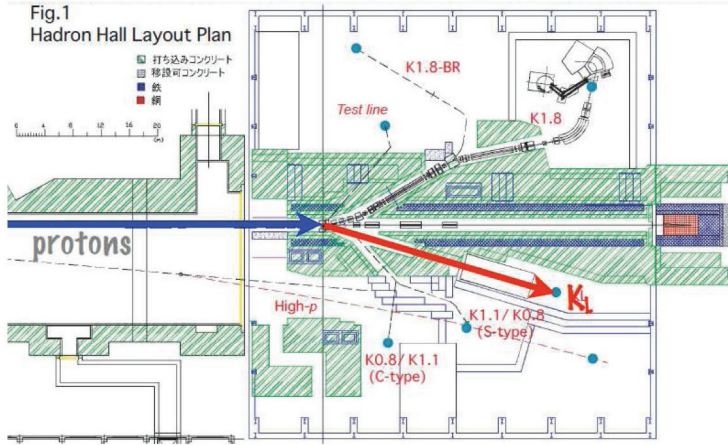 Fig.1
Hadron Hall Layout Plan
打ち込みコンクリート
移設可コンクリート
鉄
銅
0 4 8 12 16 20
(m)
K1.8-BR
Test line
K1.8
protons
KL
High-p
K1.1/ K0.8
(S-type)
K0.8/ K1.1
(C-type)